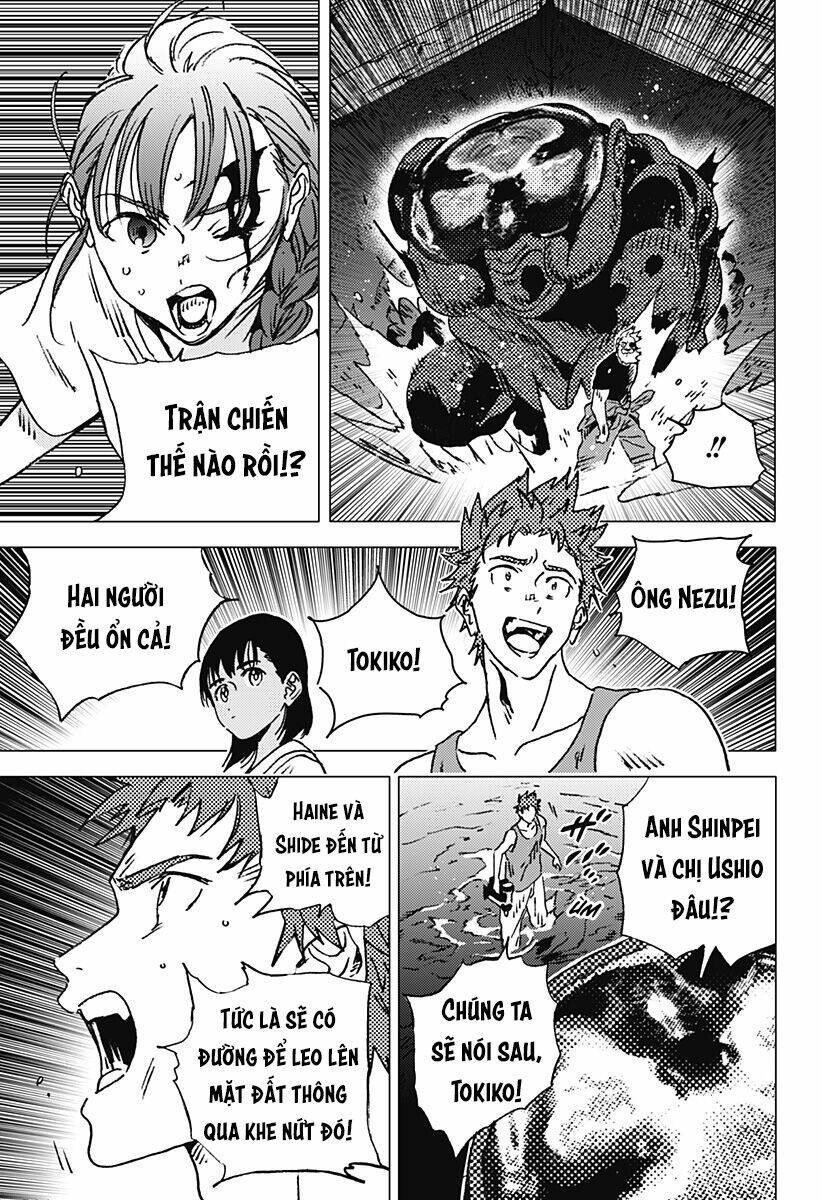 !!
TRẬN CHIẾN
THẾ NÀO RỒI!?
ÔNG NEZU!
TOKIKO!
HAI NGƯỜI
ĐỀU ỔN CẢ!
ANH SHINPEI
VÀ CHỊ USHIO
ĐÂU!?
ÙM
CHÚNG TA
SẼ NÓI SAU,
TOKIKO!
HAINE VÀ
SHIDE ĐẾN TỪ
PHÍA TRÊN!
TỨC LÀ SẼ CÓ
ĐƯỜNG ĐỂ LEO LÊN
MẶT ĐẤT THÔNG
QUA KHE NỨT ĐÓ!